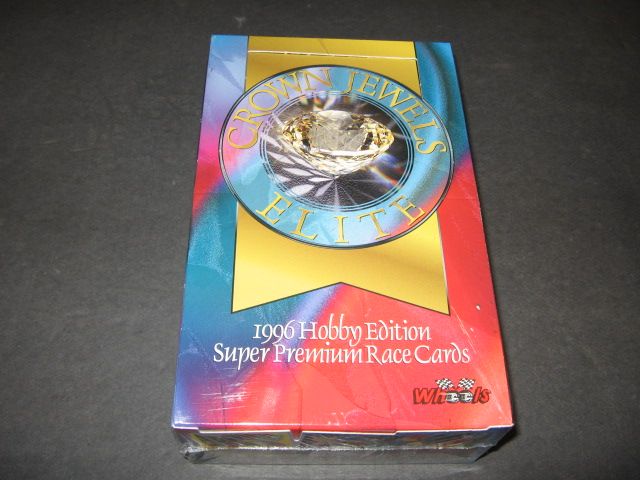 CROWN JEWELS
ELITE
1996 Hobby Edition
Super Premium Race Cards
Wheels